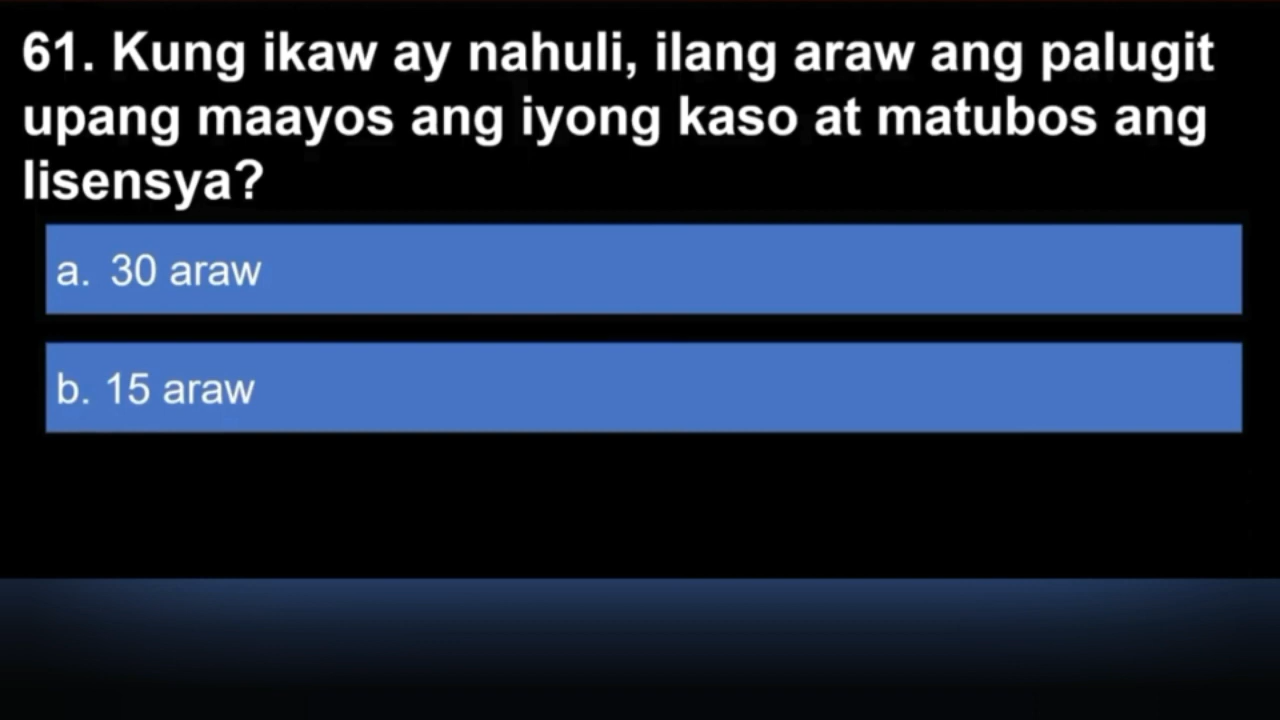 61. Kung ikaw ay nahuli, ilang araw ang palugit
upang maayos ang iyong kaso at matubos ang
lisensya?
a. 30 araw
b. 15 araw